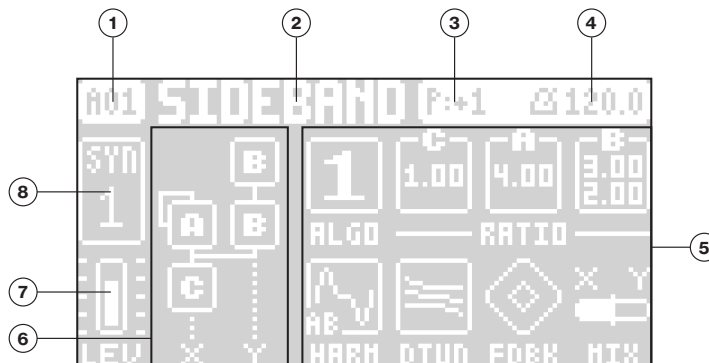 1 2 3 4
A01 SIDEBAND P:+1 120.0
SYN 1
8
B
A B
C
X Y
1 C 1.00 A 4.00 B 3.00 2.00
ALGO RATIO
5
7
6
LEV
AB X Y
HARM DTUN FDBK MIX